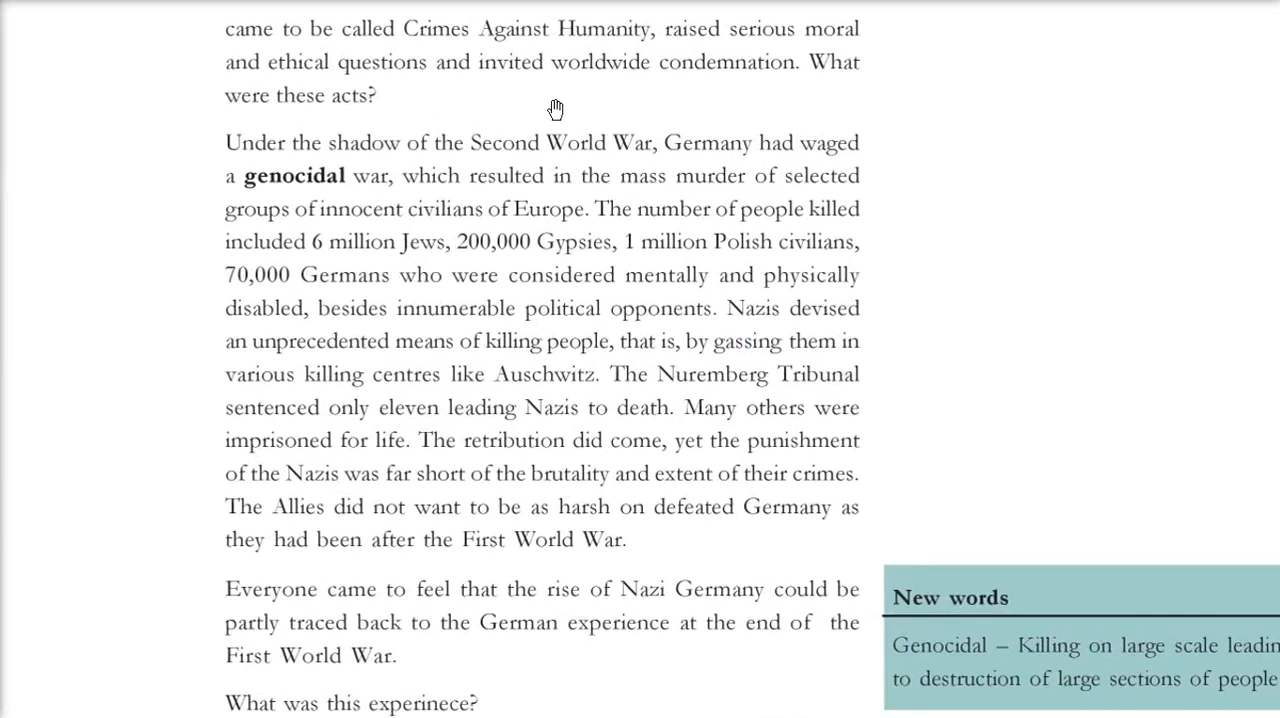 came to be called Crimes Against Humanity, raised serious moral
and ethical questions and invited worldwide condemnation. What
were these acts?
Under the shadow of the Second World War, Germany had waged
a genocidal war, which resulted in the mass murder of selected
groups of innocent civilians of Europe. The number of people killed
included 6 million Jews, 200,000 Gypsies, 1 million Polish civilians,
70,000 Germans who were considered mentally and physically
disabled, besides innumerable political opponents. Nazis devised
an unprecedented means of killing people, that is, by gassing them in
various killing centres like Auschwitz. The Nuremberg Tribunal
sentenced only eleven leading Nazis to death. Many others were
imprisoned for life. The retribution did come, yet the punishment
of the Nazis was far short of the brutality and extent of their crimes.
The Allies did not want to be as harsh on defeated Germany as
they had been after the First World War.
Everyone came to feel that the rise of Nazi Germany could be
partly traced back to the German experience at the end of the
First World War.
What was this experinece?
New words
Genocidal – Killing on large scale leadin
to destruction of large sections of people